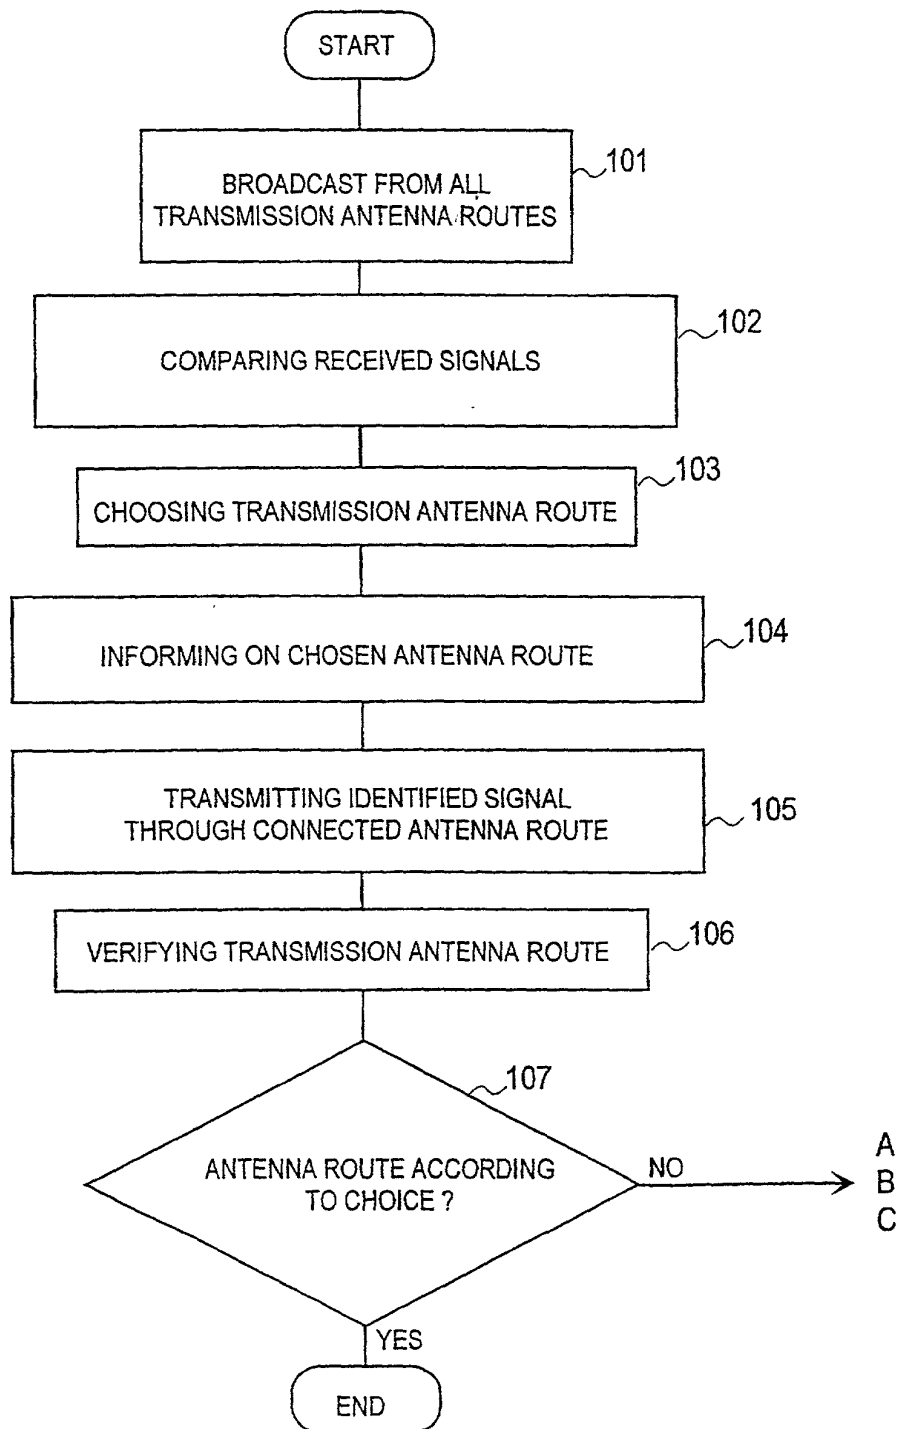 START
BROADCAST FROM ALL
TRANSMISSION ANTENNA ROUTES
101
COMPARING RECEIVED SIGNALS
102
CHOOSING TRANSMISSION ANTENNA ROUTE
103
INFORMING ON CHOSEN ANTENNA ROUTE
104
TRANSMITTING IDENTIFIED SIGNAL
THROUGH CONNECTED ANTENNA ROUTE
105
VERIFYING TRANSMISSION ANTENNA ROUTE
106
107
ANTENNA ROUTE ACCORDING
TO CHOICE ?
NO
A
B
C
YES
END